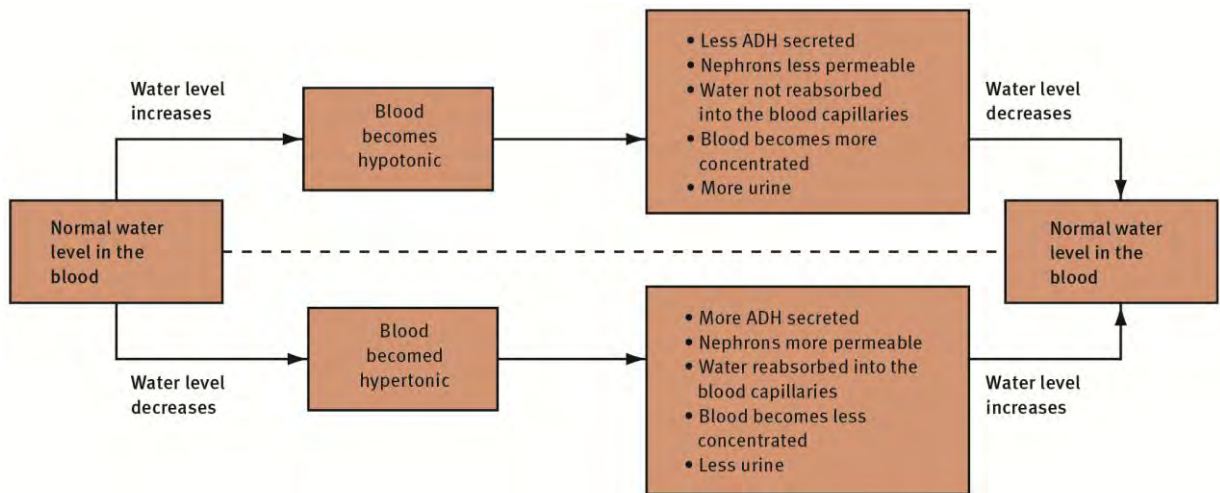 Water level
increases
Blood
becomes
hypotonic
• Less ADH secreted
• Nephrons less permeable
• Water not reabsorbed
into the blood capillaries
• Blood becomes more
concentrated
• More urine
Water level
decreases
Normal water
level in the
blood
Normal water
level in the
blood
Water level
decreases
Blood
becomed
hypertonic
• More ADH secreted
• Nephrons more permeable
• Water reabsorbed into the
blood capillaries
• Blood becomes less
concentrated
• Less urine
Water level
increases